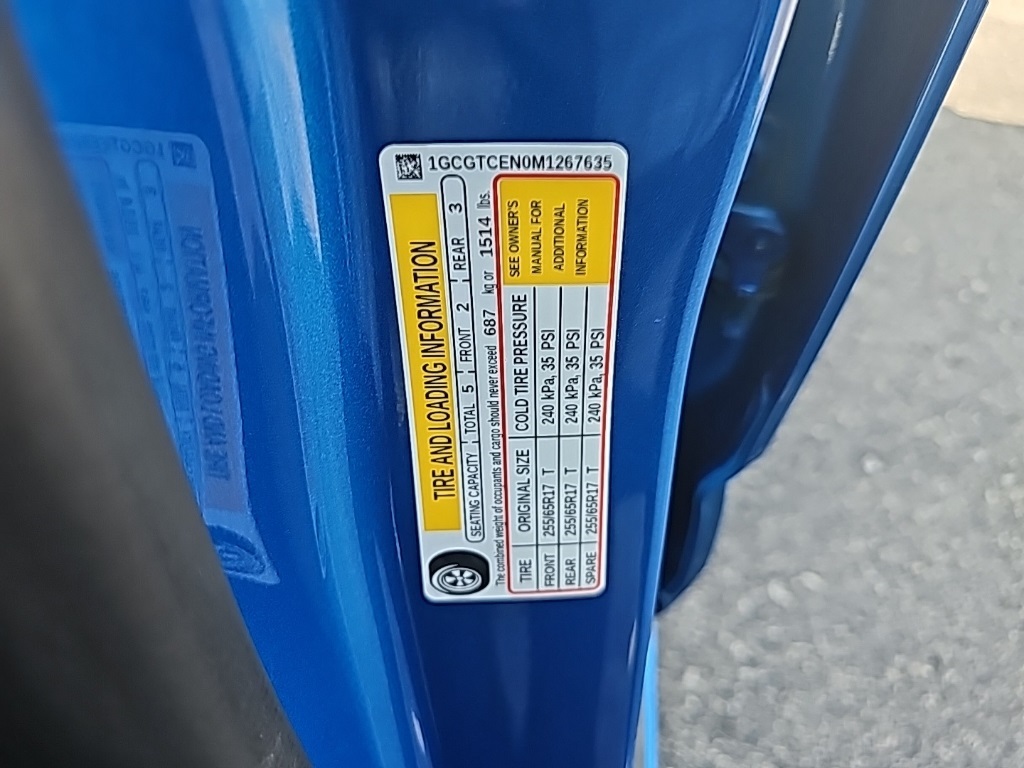 1GCGTCEN0M1267635
TIRE AND LOADING INFORMATION
SEATING CAPACITY TOTAL 5 FRONT 2 REAR 3
The combined weight of occupants and cargo should never exceed 687 kg or 1514 lbs.
TIRE ORIGINAL SIZE COLD TIRE PRESSURE
FRONT 255/65R17 T 240 kPa, 35 PSI
REAR 255/65R17 T 240 kPa, 35 PSI
SPARE 255/65R17 T 240 kPa, 35 PSI
SEE OWNER'S
MANUAL FOR
ADDITIONAL
INFORMATION